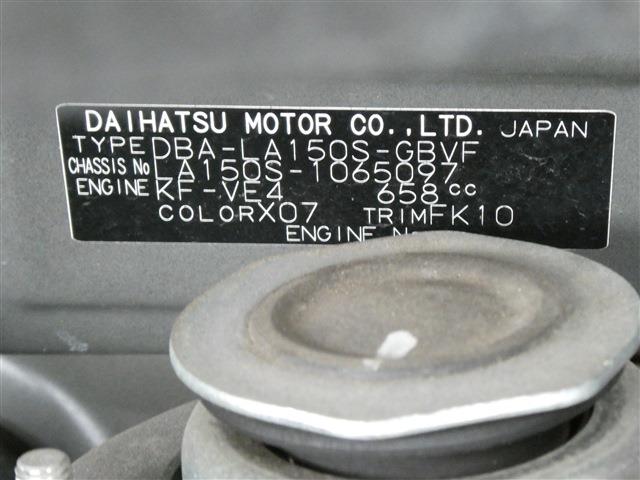 DAIHATSU MOTOR CO.,LTD. JAPAN
TYPE DBA-LA150S-GBVF
CHASSIS No LA150S-1065097
ENGINE KF-VE4 658cc
COLOR X07 TRIM FK10
ENGINE